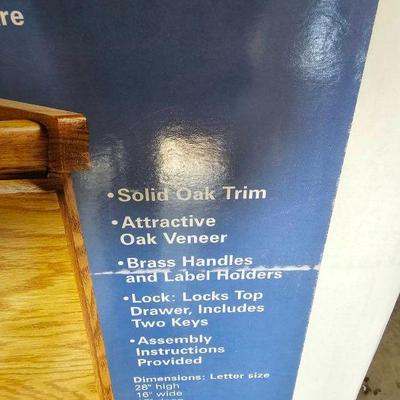 re
•Solid Oak Trim
•Attractive
Oak Veneer
•Brass Handles
and Label Holders
•Lock: Locks Top
Drawer, Includes
Two Keys
•Assembly
Instructions
Provided
Dimensions: Letter size
28" high
16" wide